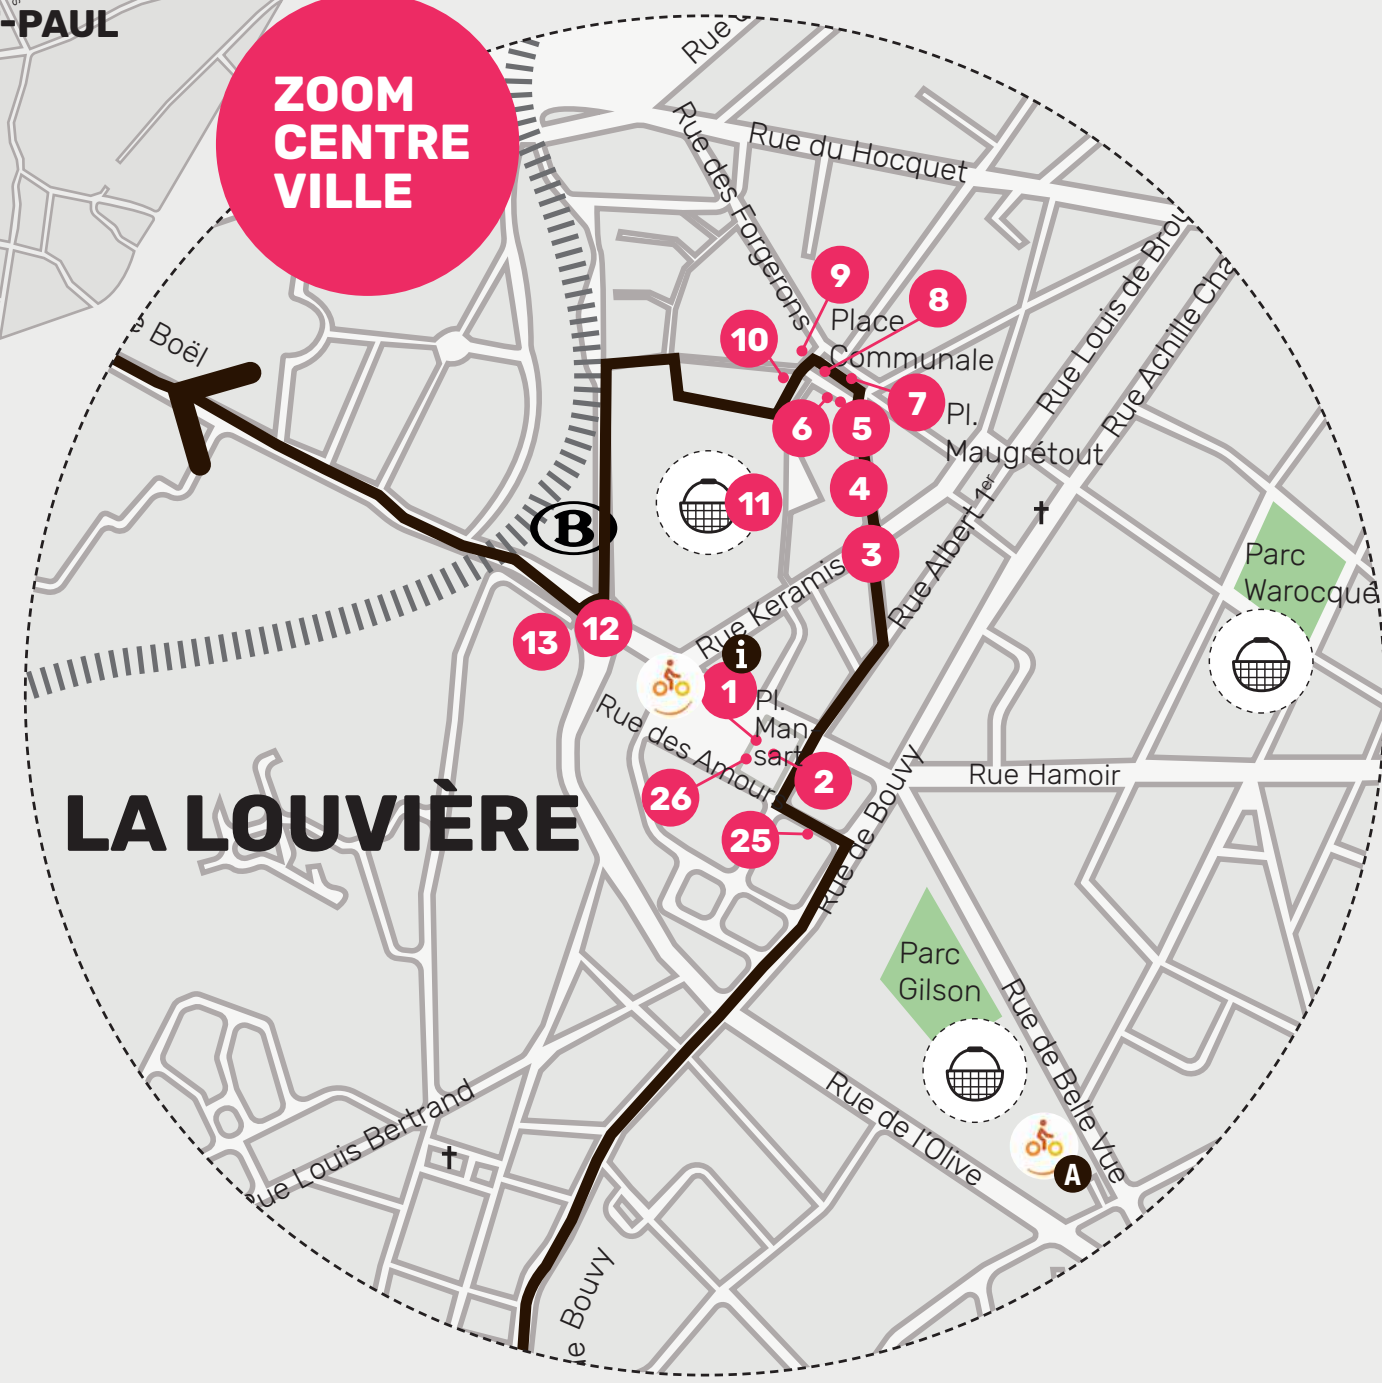 -PAUL
ZOOM
CENTRE
VILLE
Rue
Rue des Forgerons
Rue du Hocquet
Rue Louis de Brou
Rue Achille Cha
Boël
9
8
10
Place
Communale
7
6
5
Pl.
Maugrétout
4
11
B
3
Rue Albert 1er
Rue Keramis
Parc
Warocqué
13
12
i
1
Pl.
Man-
sart
Rue des Amours
2
26
25
Rue de Bouvy
Rue Hamoir
LA LOUVIÈRE
Parc
Gilson
Rue de Belle Vue
Rue de l'Olive
A
Rue Louis Bertrand
Bouvy